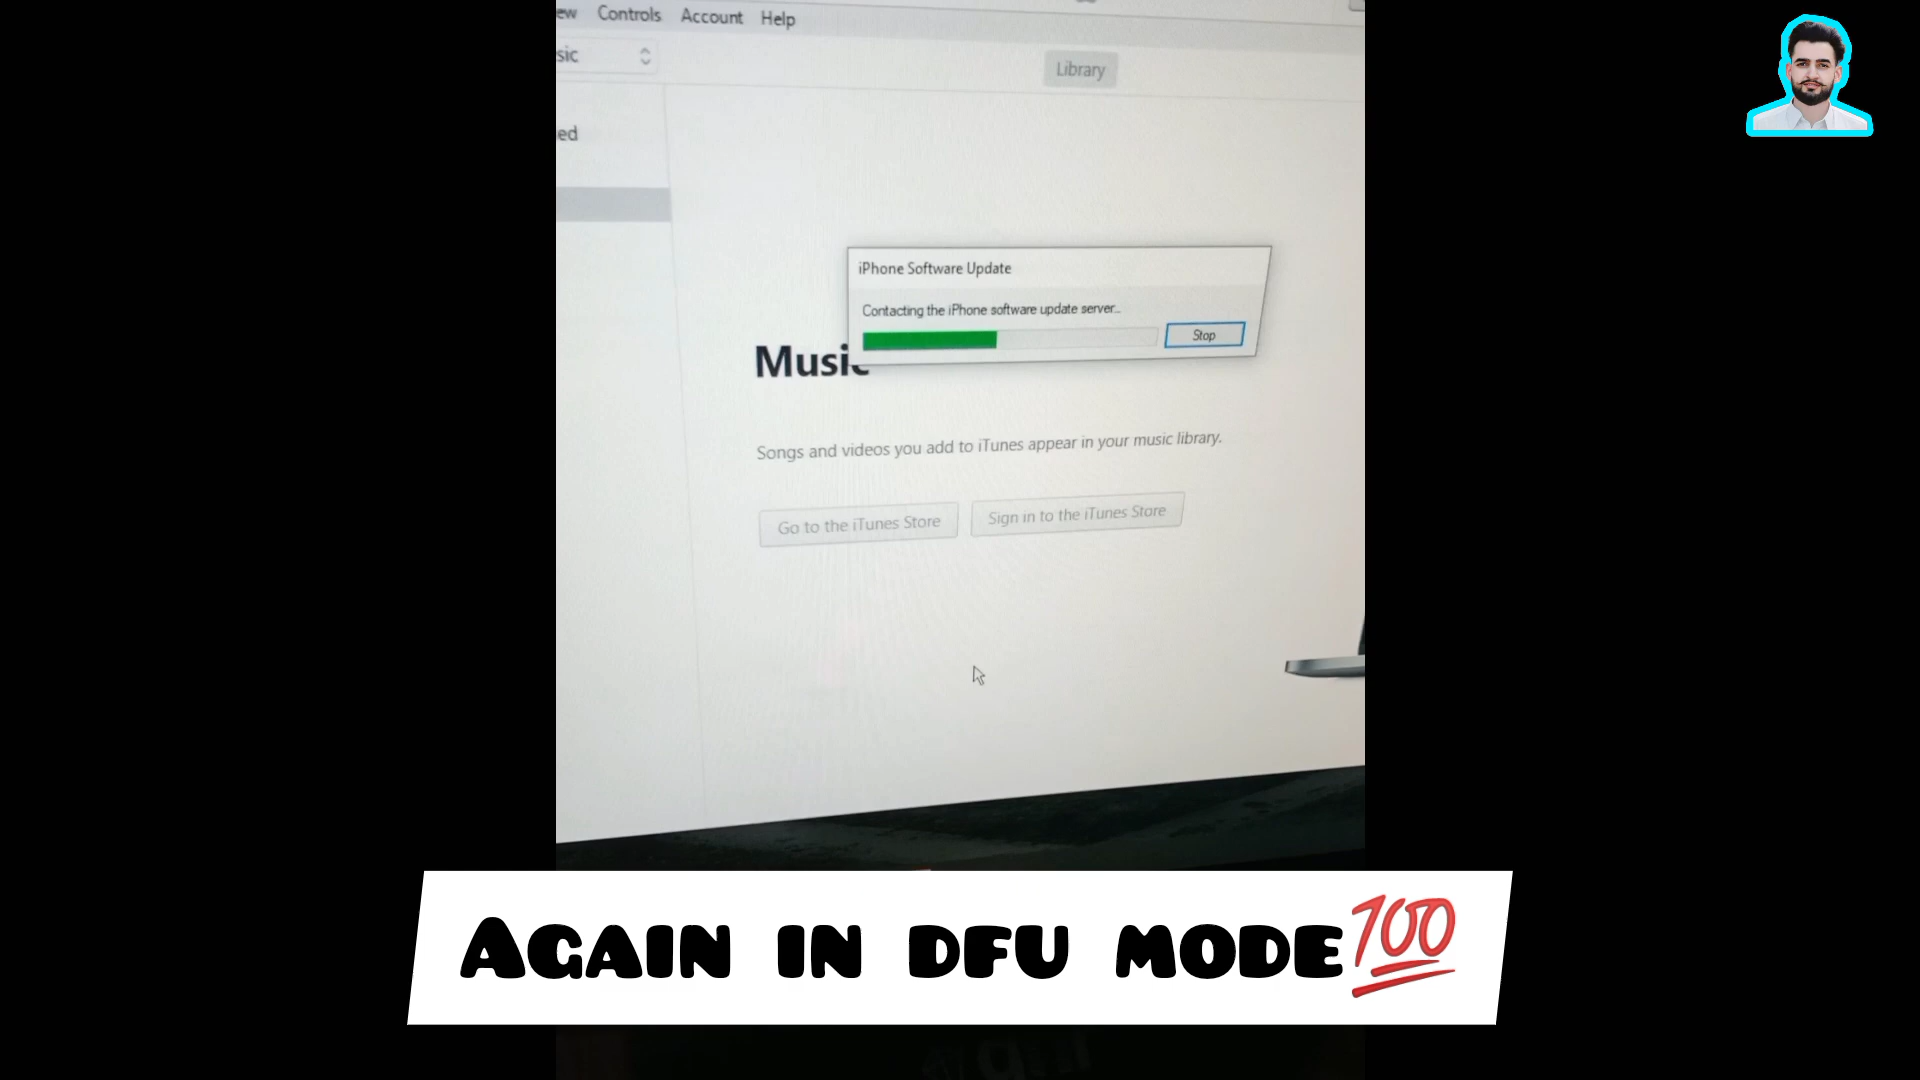 ew Controls Account Help
sic
Library
ed
iPhone Software Update
Contacting the iPhone software update server...
Stop
Music
Songs and videos you add to iTunes appear in your music library.
Go to the iTunes Store
Sign in to the iTunes Store
AGAIN IN DFU MODE💯